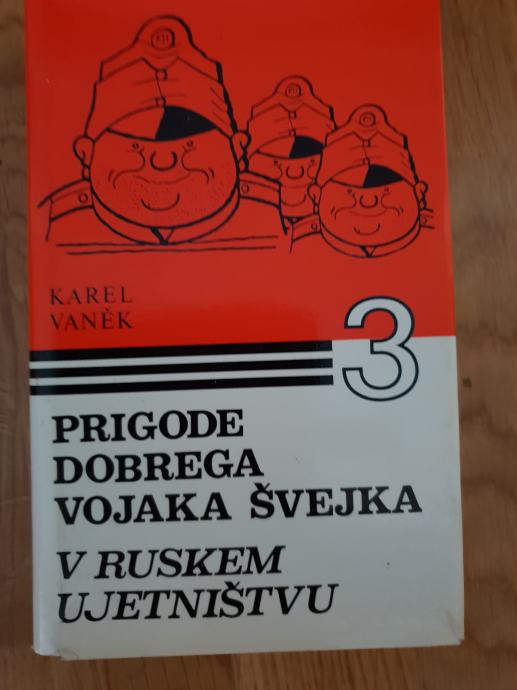 KAREL
VANĚK
3
PRIGODE
DOBREGA
VOJAKA ŠVEJKA
V RUSKEM
UJETNIŠTVU